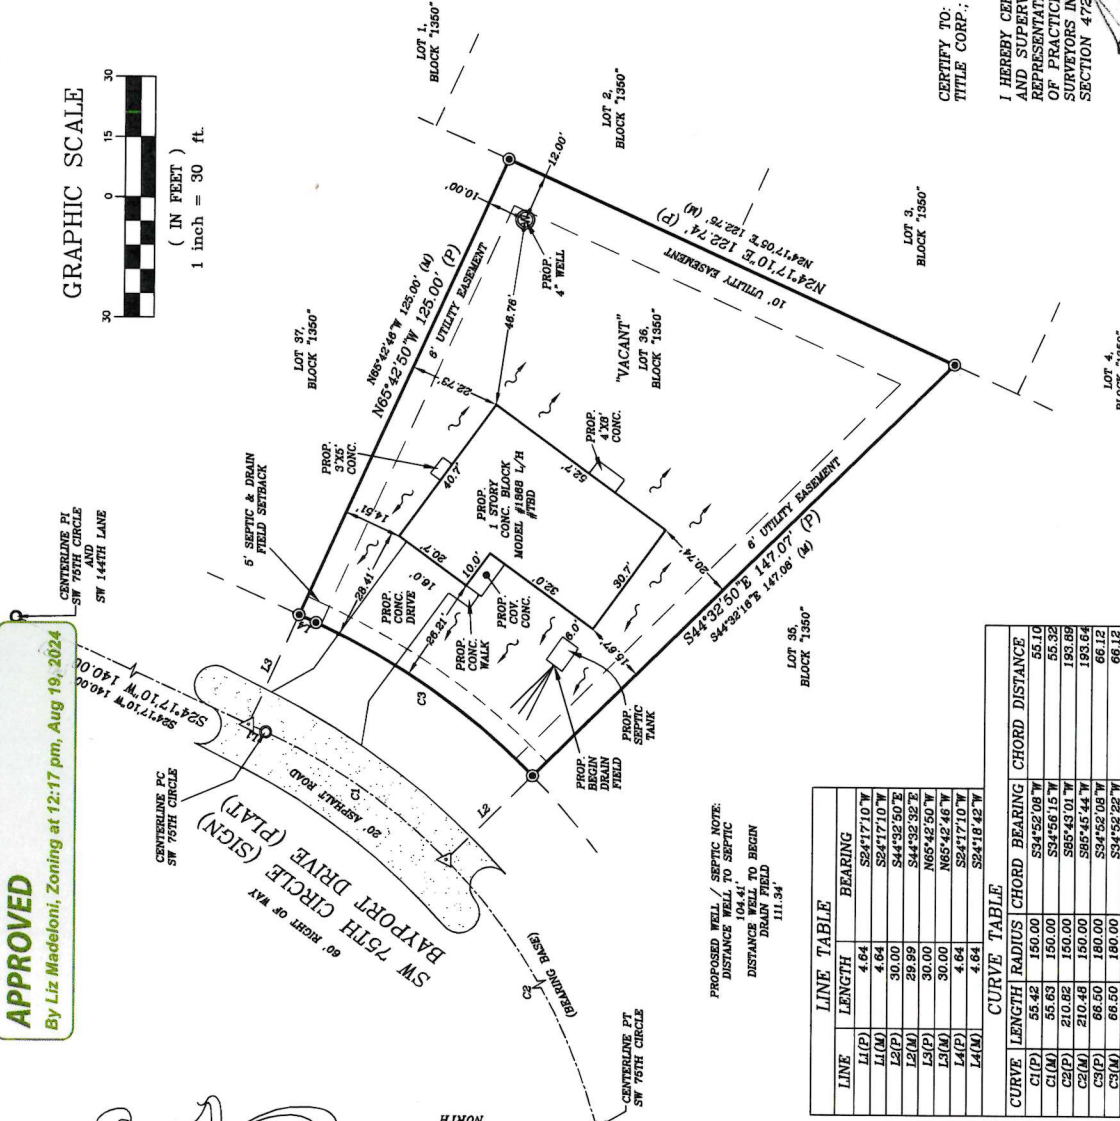 APPROVED
By Liz Madeloni, Zoning at 12:17 pm, Aug 19, 2024
GRAPHIC SCALE
30
0
15
30
( IN FEET )
1 inch = 30 ft.
CENTERLINE PI
SW 75TH CIRCLE
AND
SW 144TH LANE
CENTERLINE PC
SW 75TH CIRCLE
S24°17'10"W 140.00'
S24°17'10"W 140.00'
SW 75TH CIRCLE (SIGN)
BAYPORT DRIVE (PLAT)
60' RIGHT OF WAY
20' ASPHALT ROAD
C1
L1
L3
L4
C3
L2
C2
(BEARING BASE)
CENTERLINE PT
SW 75TH CIRCLE
NORTH
5' SEPTIC & DRAIN
FIELD SETBACK
LOT 37,
BLOCK "1350"
LOT 1,
BLOCK "1350"
LOT 2,
BLOCK "1350"
LOT 3,
BLOCK "1350"
LOT 4,
LOT 35,
BLOCK "1350"
N65°42'46"W 125.00' (M)
N65°42'50"W 125.00' (P)
6' UTILITY EASEMENT
10.00'
12.00'
PROP.
4" WELL
46.76'
22.73'
PROP.
3'X5'
CONC.
40.7'
14.51'
28.41'
20.7'
16.0'
10.0'
26.21'
PROP.
CONC.
DRIVE
PROP.
CONC.
WALK
PROP.
COV.
CONC.
PROP.
1 STORY
CONC. BLOCK
MODEL #1868 L/H
#TBD
32.0'
30.7'
52.7'
PROP.
4'X8'
CONC.
20.74'
15.67'
6.0'
PROP.
SEPTIC
TANK
PROP.
BEGIN
DRAIN
FIELD
"VACANT"
LOT 36,
BLOCK "1350"
10' UTILITY EASEMENT
N24°17'10"E 122.74' (P)
N24°17'05"E 122.75' (M)
6' UTILITY EASEMENT
S44°32'50"E 147.07' (P)
S44°32'16"E 147.08' (M)
PROPOSED WELL / SEPTIC NOTE:
DISTANCE WELL TO SEPTIC
104.41'
DISTANCE WELL TO BEGIN
DRAIN FIELD
111.34'
LINE TABLE
LINE LENGTH BEARING
L1(P) 4.64 S24°17'10"W
L1(M) 4.64 S24°17'10"W
L2(P) 30.00 S44°32'50"E
L2(M) 29.99 S44°32'32"E
L3(P) 30.00 N65°42'50"W
L3(M) 30.00 N65°42'46"W
L4(P) 4.64 S24°17'10"W
L4(M) 4.64 S24°18'42"W
CURVE TABLE
CURVE LENGTH RADIUS CHORD BEARING CHORD DISTANCE
C1(P) 55.42 150.00 S34°52'08"W 55.10
C1(M) 55.63 150.00 S34°56'15"W 55.32
C2(P) 210.82 150.00 S85°43'01"W 193.89
C2(M) 210.48 150.00 S85°45'44"W 193.64
C3(P) 66.50 180.00 S34°52'08"W 66.12
C3(M) 66.50 180.00 S34°52'22"W 66.12
CERTIFY TO:
TITLE CORP.;
I HEREBY CER
AND SUPERV
REPRESENTAT
OF PRACTIC
SURVEYORS IN
SECTION 472